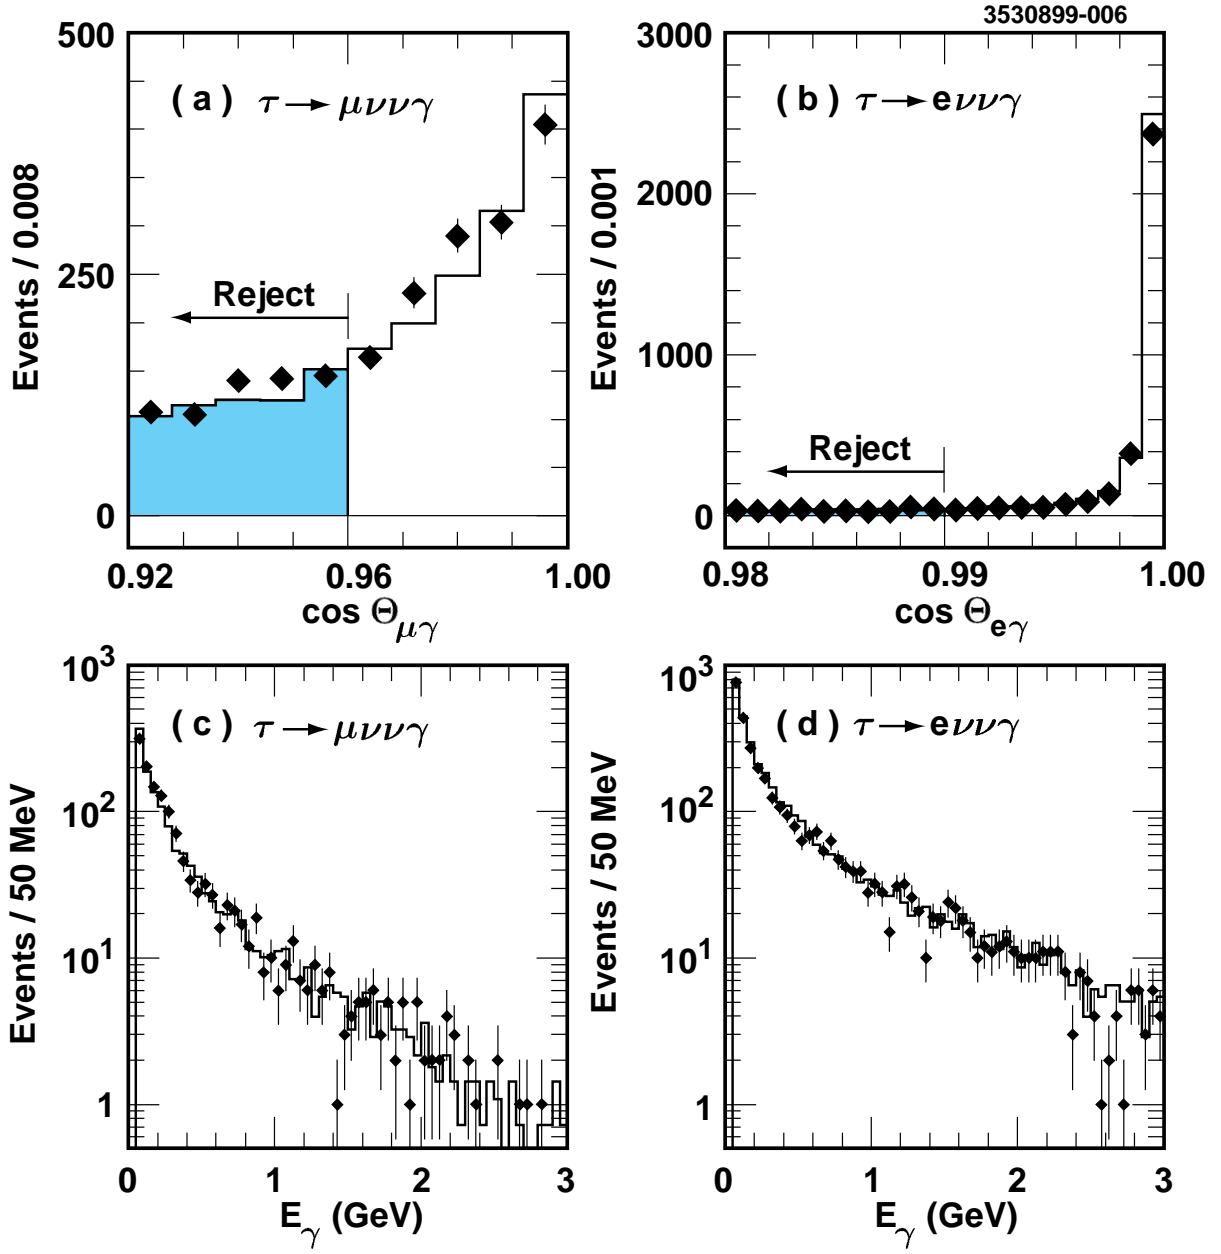 3530899-006
500
250
0
Events / 0.008
( a ) τ → μννγ
Reject
0.92 0.96 1.00
cos Θμγ
3000
2000
1000
0
Events / 0.001
( b ) τ → eννγ
Reject
0.98 0.99 1.00
cos Θeγ
10³
10²
10¹
1
Events / 50 MeV
( c ) τ → μννγ
0 1 2 3
Eγ (GeV)
10³
10²
10¹
1
Events / 50 MeV
( d ) τ → eννγ
0 1 2 3
Eγ (GeV)